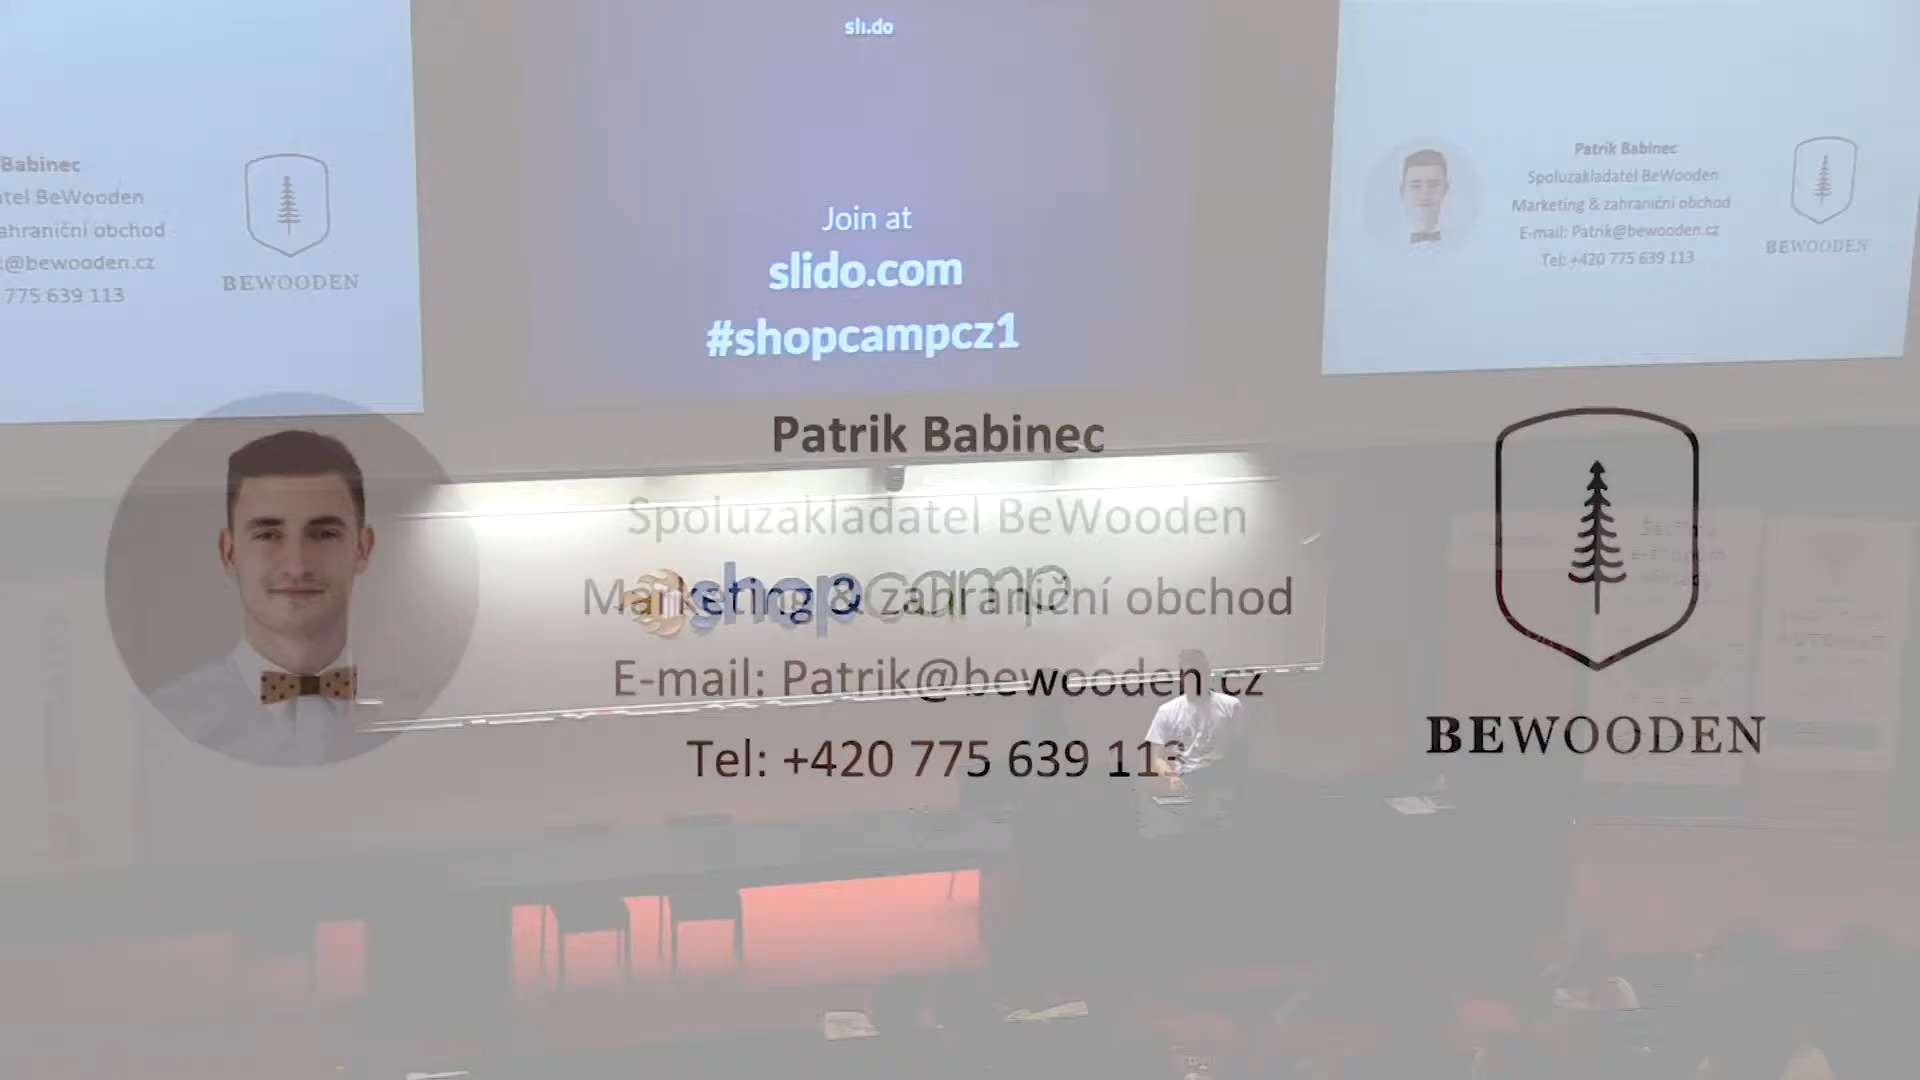 sli.do
Join at
slido.com
#shopcampcz1
Babinec
tel BeWooden
ahraniční obchod
@bewooden.cz
775 639 113
BEWOODEN
Patrik Babinec
Spoluzakladatel BeWooden
Marketing & zahraniční obchod
E-mail: Patrik@bewooden.cz
Tel: +420 775 639 113
BEWOODEN
Patrik Babinec
Spoluzakladatel BeWooden
Marketing & zahraniční obchod
E-mail: Patrik@bewooden.cz
Tel: +420 775 639 113
BEWOODEN
shopcamp